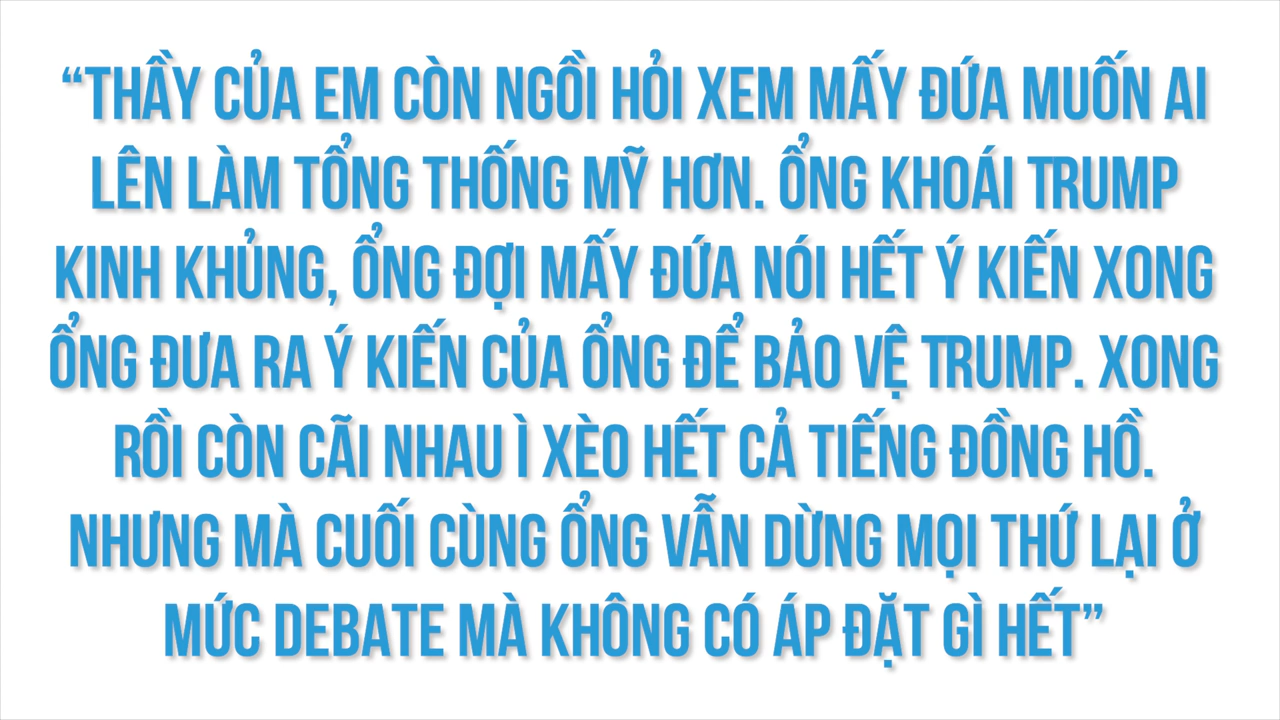 “THẦY CỦA EM CÒN NGỒI HỎI XEM MẤY ĐỨA MUỐN AI
LÊN LÀM TỔNG THỐNG MỸ HƠN. ỔNG KHOÁI TRUMP
KINH KHỦNG, ỔNG ĐỢI MẤY ĐỨA NÓI HẾT Ý KIẾN XONG
ỔNG ĐƯA RA Ý KIẾN CỦA ỔNG ĐỂ BẢO VỆ TRUMP. XONG
RỒI CÒN CÃI NHAU Ì XÈO HẾT CẢ TIẾNG ĐỒNG HỒ.
NHƯNG MÀ CUỐI CÙNG ỔNG VẪN DỪNG MỌI THỨ LẠI Ở
MỨC DEBATE MÀ KHÔNG CÓ ÁP ĐẶT GÌ HẾT”